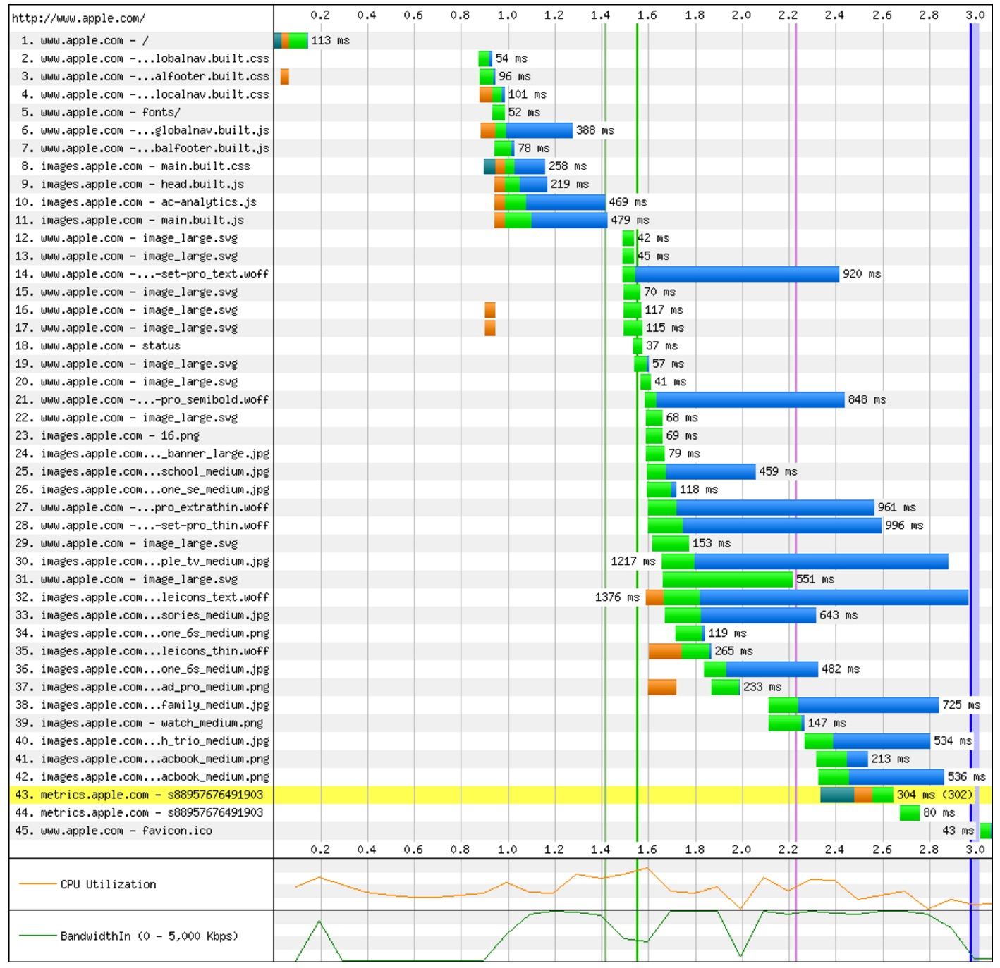 http://www.apple.com/
0.2 0.4 0.6 0.8 1.0 1.2 1.4 1.6 1.8 2.0 2.2 2.4 2.6 2.8 3.0
1. www.apple.com - / 113 ms
2. www.apple.com -...lobalnav.built.css 54 ms
3. www.apple.com -...alfooter.built.css 96 ms
4. www.apple.com -...localnav.built.css 101 ms
5. www.apple.com - fonts/ 52 ms
6. www.apple.com -...globalnav.built.js 388 ms
7. www.apple.com -...balfooter.built.js 78 ms
8. images.apple.com - main.built.css 258 ms
9. images.apple.com - head.built.js 219 ms
10. images.apple.com - ac-analytics.js 469 ms
11. images.apple.com - main.built.js 479 ms
12. www.apple.com - image_large.svg 42 ms
13. www.apple.com - image_large.svg 45 ms
14. www.apple.com -...-set-pro_text.woff 920 ms
15. www.apple.com - image_large.svg 70 ms
16. www.apple.com - image_large.svg 117 ms
17. www.apple.com - image_large.svg 115 ms
18. www.apple.com - status 37 ms
19. www.apple.com - image_large.svg 57 ms
20. www.apple.com - image_large.svg 41 ms
21. www.apple.com -...-pro_semibold.woff 848 ms
22. www.apple.com - image_large.svg 68 ms
23. images.apple.com - 16.png 69 ms
24. images.apple.com..._banner_large.jpg 79 ms
25. images.apple.com...school_medium.jpg 459 ms
26. images.apple.com...one_se_medium.jpg 118 ms
27. www.apple.com -...pro_extrathin.woff 961 ms
28. www.apple.com -...-set-pro_thin.woff 996 ms
29. www.apple.com - image_large.svg 153 ms
30. images.apple.com...ple_tv_medium.jpg 1217 ms
31. www.apple.com - image_large.svg 551 ms
32. images.apple.com...leicons_text.woff 1376 ms
33. images.apple.com...sories_medium.jpg 643 ms
34. images.apple.com...one_6s_medium.png 119 ms
35. images.apple.com...leicons_thin.woff 265 ms
36. images.apple.com...one_6s_medium.jpg 482 ms
37. images.apple.com...ad_pro_medium.png 233 ms
38. images.apple.com...family_medium.jpg 725 ms
39. images.apple.com - watch_medium.png 147 ms
40. images.apple.com...h_trio_medium.jpg 534 ms
41. images.apple.com...acbook_medium.png 213 ms
42. images.apple.com...acbook_medium.png 536 ms
43. metrics.apple.com - s88957676491903 304 ms (302)
44. metrics.apple.com - s88957676491903 80 ms
45. www.apple.com - favicon.ico 43 ms
0.2 0.4 0.6 0.8 1.0 1.2 1.4 1.6 1.8 2.0 2.2 2.4 2.6 2.8 3.0
CPU Utilization
BandwidthIn (0 - 5,000 Kbps)